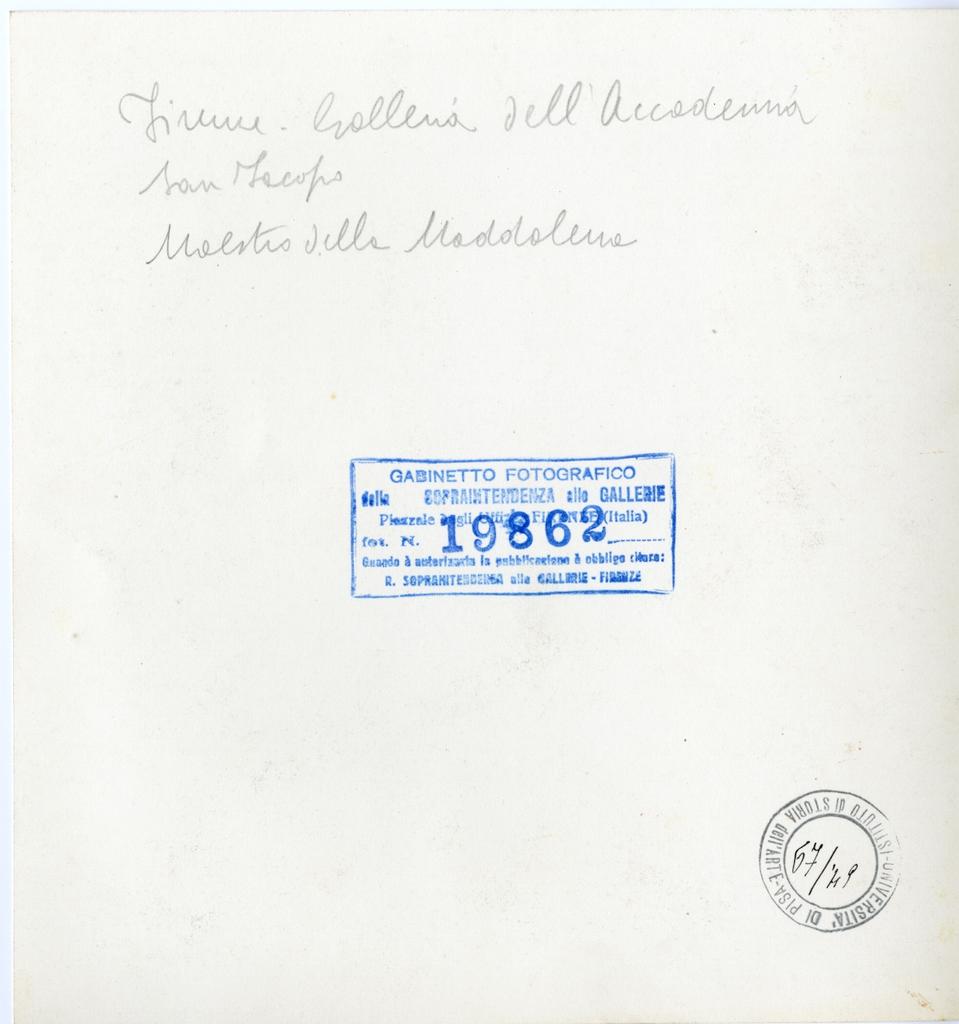 Firenze - Galleria dell'Accademia
San Jacopo
Maestro della Maddalena
GABINETTO FOTOGRAFICO
della SOPRAINTENDENZA alle GALLERIE
Piazzale degli Uffizi - FIRENZE (Italia)
fot. N. 19862
Quando è autorizzata la pubblicazione è obbligo citare:
R. SOPRAINTENDENZA alle GALLERIE - FIRENZE
ISTITUTO di STORIA dell'ARTE - UNIVERSITA' DI PISA
67/49